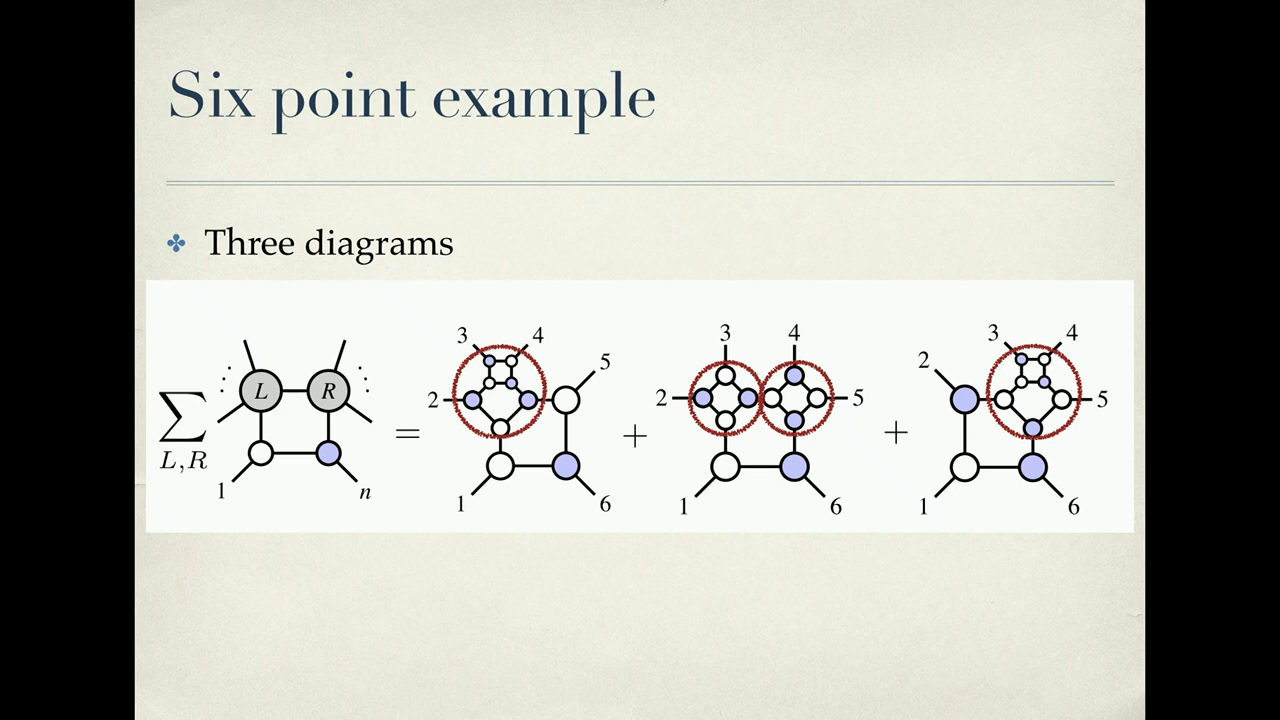 Six point example
Three diagrams
∑ L,R
L R
1 n
=
3 4
2 5
1 6
+
3 4
2 5
1 6
+
3 4
2 5
1 6